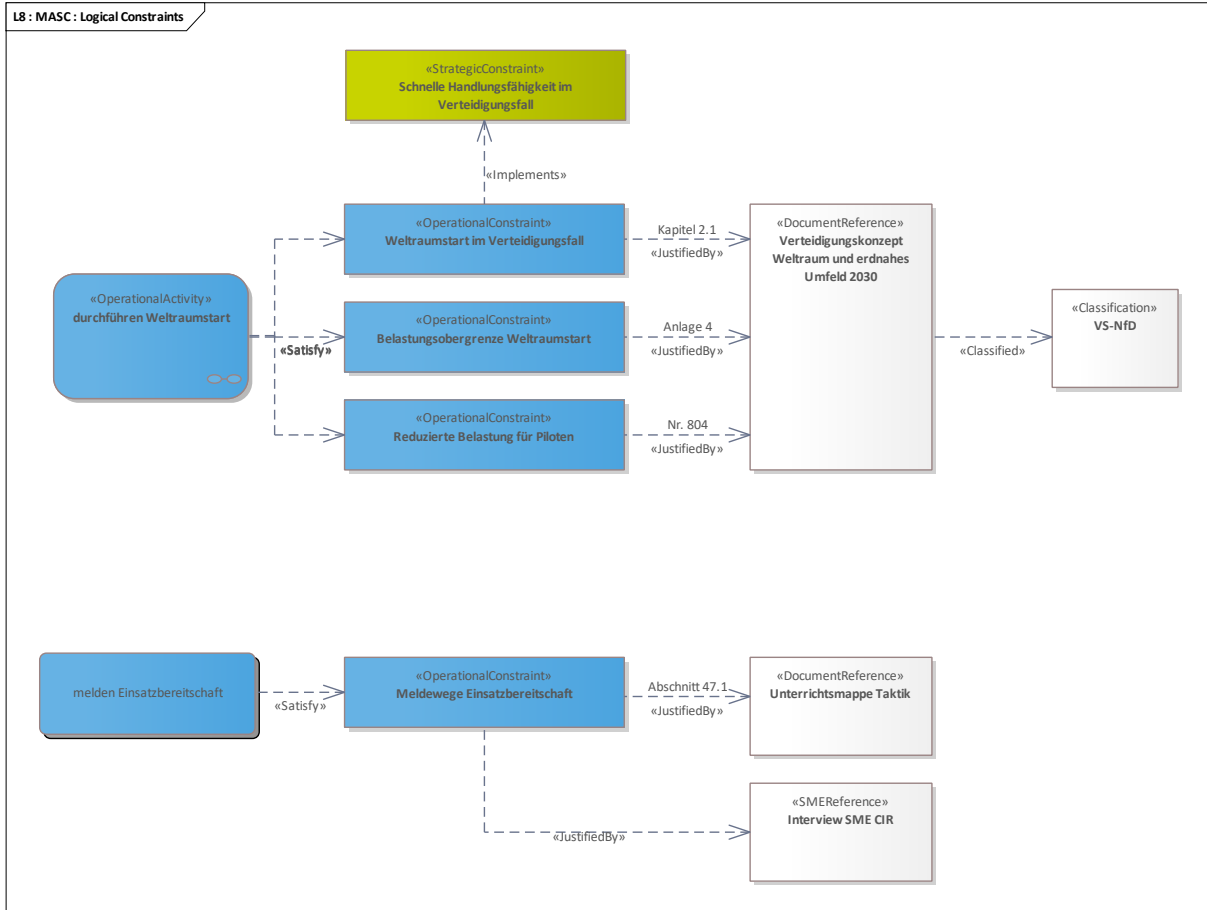 L8 : MASC : Logical Constraints
«StrategicConstraint»
Schnelle Handlungsfähigkeit im
Verteidigungsfall
«Implements»
«OperationalConstraint»
Weltraumstart im Verteidigungsfall
Kapitel 2.1
«JustifiedBy»
«DocumentReference»
Verteidigungskonzept
Weltraum und erdnahes
Umfeld 2030
«OperationalActivity»
durchführen Weltraumstart
«Satisfy»
«OperationalConstraint»
Belastungsobergrenze Weltraumstart
Anlage 4
«JustifiedBy»
«Classified»
«Classification»
VS-NfD
«OperationalConstraint»
Reduzierte Belastung für Piloten
Nr. 804
«JustifiedBy»
melden Einsatzbereitschaft
«Satisfy»
«OperationalConstraint»
Meldewege Einsatzbereitschaft
Abschnitt 47.1
«JustifiedBy»
«DocumentReference»
Unterrichtsmappe Taktik
«JustifiedBy»
«SMEReference»
Interview SME CIR